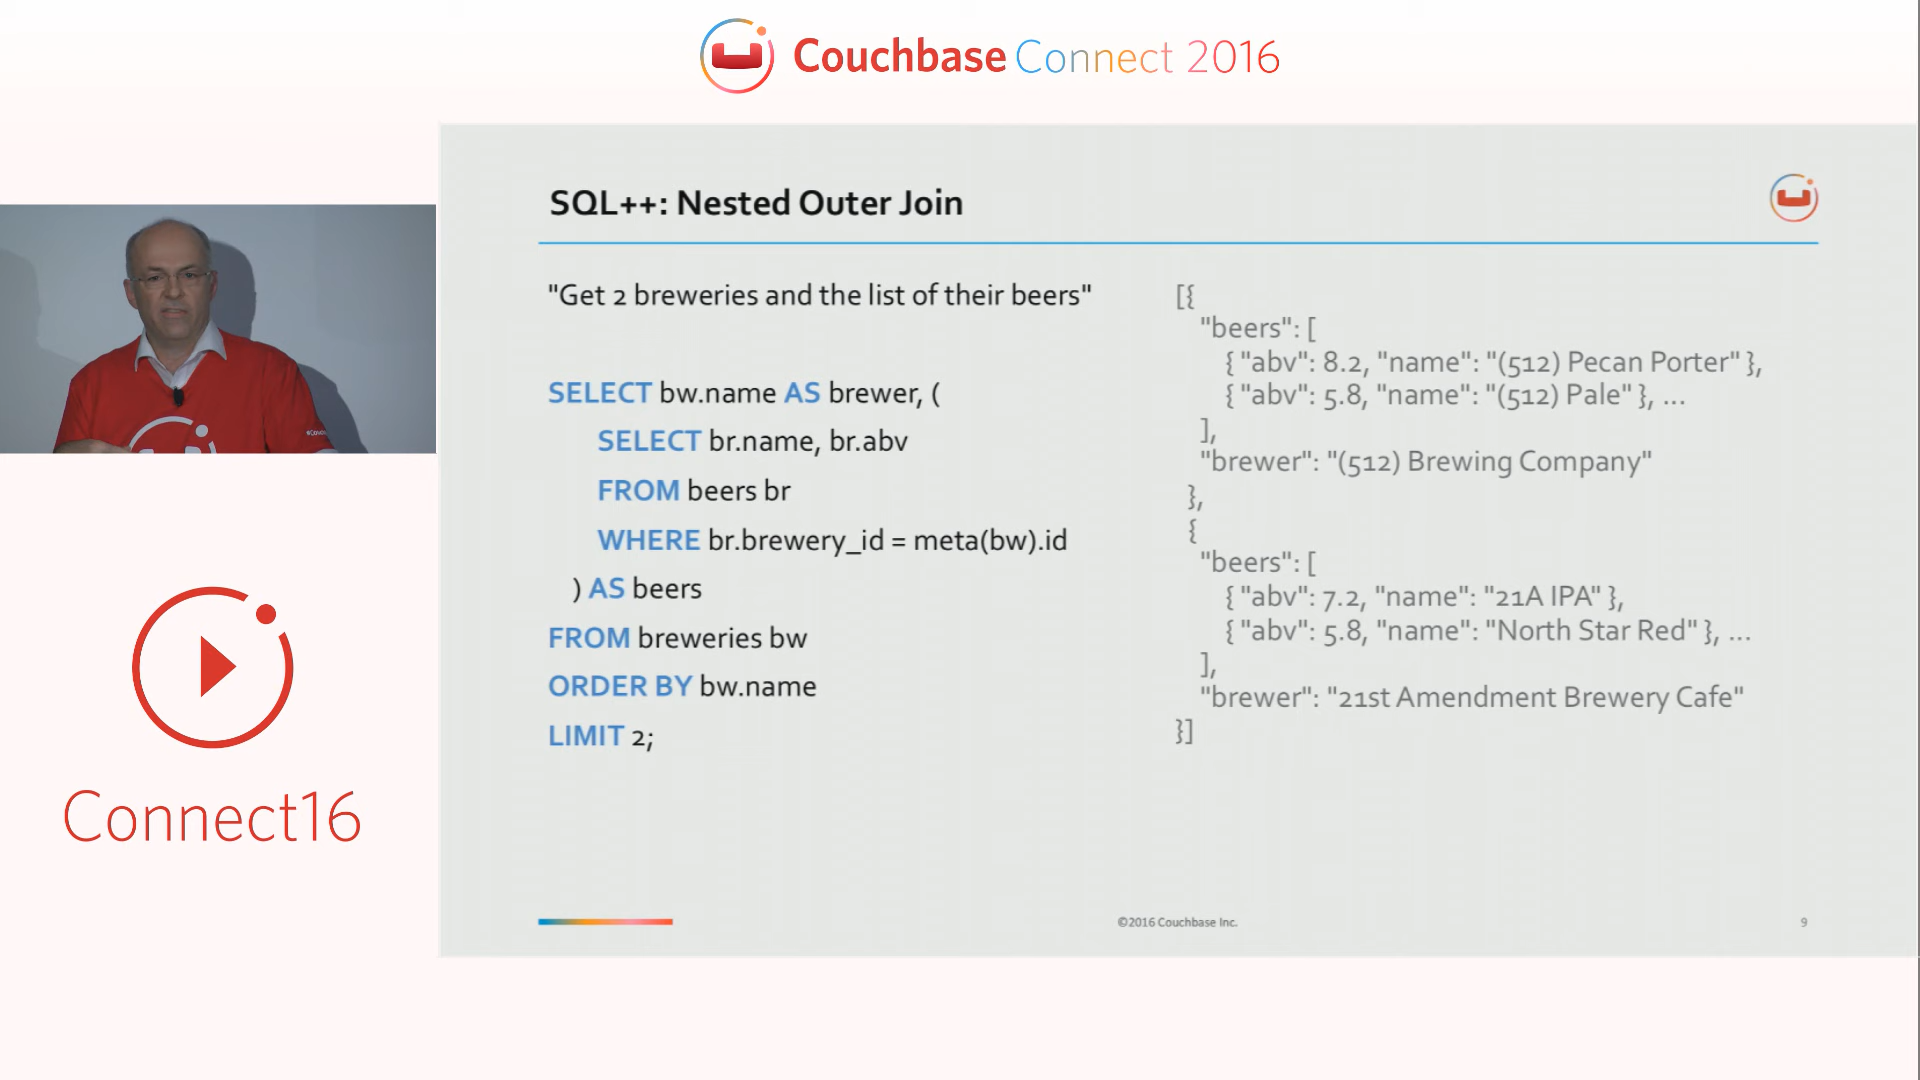 Couchbase Connect 2016
SQL++: Nested Outer Join
"Get 2 breweries and the list of their beers"
SELECT bw.name AS brewer, (
SELECT br.name, br.abv
FROM beers br
WHERE br.brewery_id = meta(bw).id
) AS beers
FROM breweries bw
ORDER BY bw.name
LIMIT 2;
[{
"beers": [
{ "abv": 8.2, "name": "(512) Pecan Porter" },
{ "abv": 5.8, "name": "(512) Pale" }, ...
],
"brewer": "(512) Brewing Company"
},
{
"beers": [
{ "abv": 7.2, "name": "21A IPA" },
{ "abv": 5.8, "name": "North Star Red" }, ...
],
"brewer": "21st Amendment Brewery Cafe"
}]
Connect16
©2016 Couchbase Inc.
9